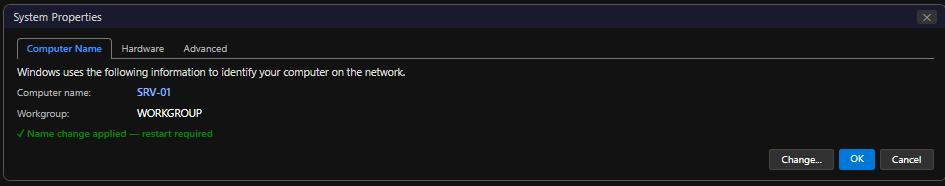 System Properties
Computer Name Hardware Advanced
Windows uses the following information to identify your computer on the network.
Computer name: SRV-01
Workgroup: WORKGROUP
✓ Name change applied — restart required
Change... OK Cancel